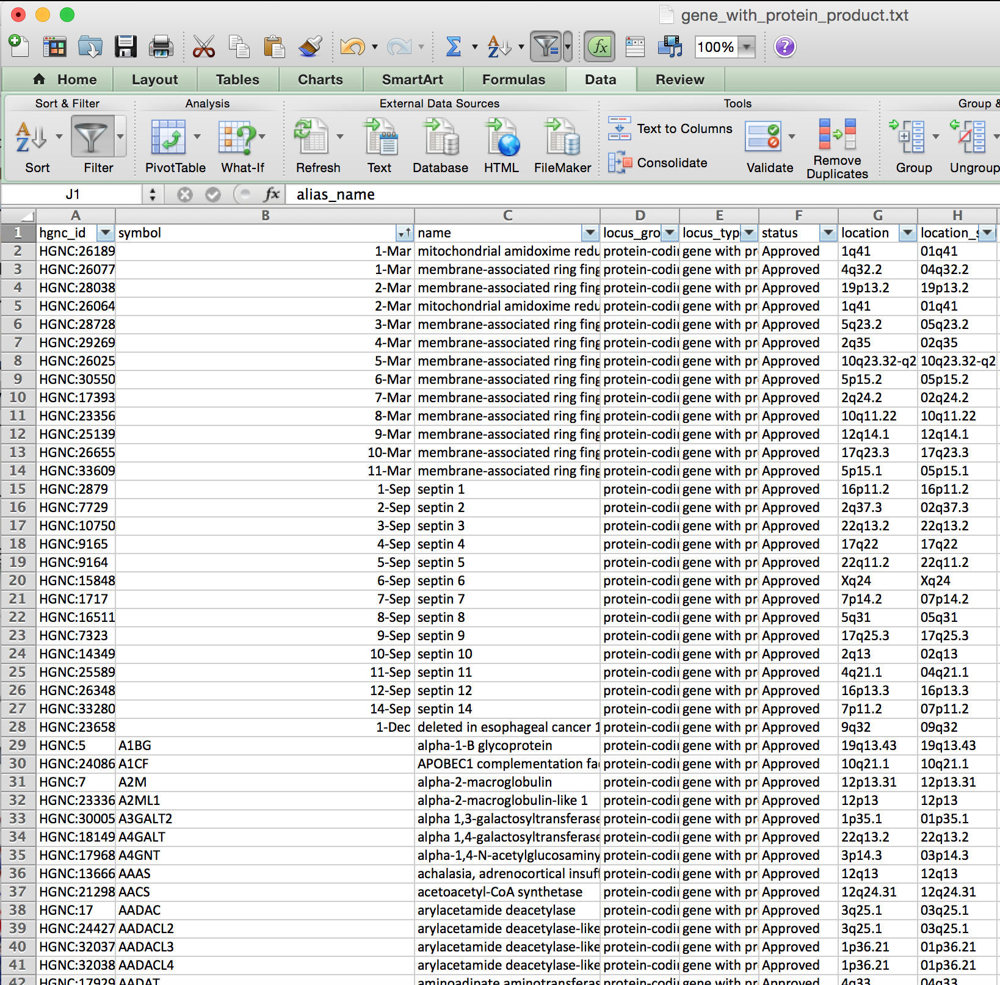 gene_with_protein_product.txt
100%
Home Layout Tables Charts SmartArt Formulas Data Review
Sort & Filter Analysis External Data Sources Tools Group &
Sort Filter PivotTable What-If Refresh Text Database HTML FileMaker Text to Columns Consolidate Validate Remove Duplicates Group Ungroup
J1 fx alias_name
A B C D E F G H
1 hgnc_id symbol name locus_gro locus_typ status location location_s
2 HGNC:26189 1-Mar mitochondrial amidoxime redu protein-codi gene with pr Approved 1q41 01q41
3 HGNC:26077 1-Mar membrane-associated ring fing protein-codi gene with pr Approved 4q32.2 04q32.2
4 HGNC:28038 2-Mar membrane-associated ring fing protein-codi gene with pr Approved 19p13.2 19p13.2
5 HGNC:26064 2-Mar mitochondrial amidoxime redu protein-codi gene with pr Approved 1q41 01q41
6 HGNC:28728 3-Mar membrane-associated ring fing protein-codi gene with pr Approved 5q23.2 05q23.2
7 HGNC:29269 4-Mar membrane-associated ring fing protein-codi gene with pr Approved 2q35 02q35
8 HGNC:26025 5-Mar membrane-associated ring fing protein-codi gene with pr Approved 10q23.32-q2 10q23.32-q2
9 HGNC:30550 6-Mar membrane-associated ring fing protein-codi gene with pr Approved 5p15.2 05p15.2
10 HGNC:17393 7-Mar membrane-associated ring fing protein-codi gene with pr Approved 2q24.2 02q24.2
11 HGNC:23356 8-Mar membrane-associated ring fing protein-codi gene with pr Approved 10q11.22 10q11.22
12 HGNC:25139 9-Mar membrane-associated ring fing protein-codi gene with pr Approved 12q14.1 12q14.1
13 HGNC:26655 10-Mar membrane-associated ring fing protein-codi gene with pr Approved 17q23.3 17q23.3
14 HGNC:33609 11-Mar membrane-associated ring fing protein-codi gene with pr Approved 5p15.1 05p15.1
15 HGNC:2879 1-Sep septin 1 protein-codi gene with pr Approved 16p11.2 16p11.2
16 HGNC:7729 2-Sep septin 2 protein-codi gene with pr Approved 2q37.3 02q37.3
17 HGNC:10750 3-Sep septin 3 protein-codi gene with pr Approved 22q13.2 22q13.2
18 HGNC:9165 4-Sep septin 4 protein-codi gene with pr Approved 17q22 17q22
19 HGNC:9164 5-Sep septin 5 protein-codi gene with pr Approved 22q11.2 22q11.2
20 HGNC:15848 6-Sep septin 6 protein-codi gene with pr Approved Xq24 Xq24
21 HGNC:1717 7-Sep septin 7 protein-codi gene with pr Approved 7p14.2 07p14.2
22 HGNC:16511 8-Sep septin 8 protein-codi gene with pr Approved 5q31 05q31
23 HGNC:7323 9-Sep septin 9 protein-codi gene with pr Approved 17q25.3 17q25.3
24 HGNC:14349 10-Sep septin 10 protein-codi gene with pr Approved 2q13 02q13
25 HGNC:25589 11-Sep septin 11 protein-codi gene with pr Approved 4q21.1 04q21.1
26 HGNC:26348 12-Sep septin 12 protein-codi gene with pr Approved 16p13.3 16p13.3
27 HGNC:33280 14-Sep septin 14 protein-codi gene with pr Approved 7p11.2 07p11.2
28 HGNC:23658 1-Dec deleted in esophageal cancer 1 protein-codi gene with pr Approved 9q32 09q32
29 HGNC:5 A1BG alpha-1-B glycoprotein protein-codi gene with pr Approved 19q13.43 19q13.43
30 HGNC:24086 A1CF APOBEC1 complementation fa protein-codi gene with pr Approved 10q21.1 10q21.1
31 HGNC:7 A2M alpha-2-macroglobulin protein-codi gene with pr Approved 12p13.31 12p13.31
32 HGNC:23336 A2ML1 alpha-2-macroglobulin-like 1 protein-codi gene with pr Approved 12p13 12p13
33 HGNC:30005 A3GALT2 alpha 1,3-galactosyltransferase protein-codi gene with pr Approved 1p35.1 01p35.1
34 HGNC:18149 A4GALT alpha 1,4-galactosyltransferase protein-codi gene with pr Approved 22q13.2 22q13.2
35 HGNC:17968 A4GNT alpha-1,4-N-acetylglucosaminy protein-codi gene with pr Approved 3p14.3 03p14.3
36 HGNC:13666 AAAS achalasia, adrenocortical insuf protein-codi gene with pr Approved 12q13 12q13
37 HGNC:21298 AACS acetoacetyl-CoA synthetase protein-codi gene with pr Approved 12q24.31 12q24.31
38 HGNC:17 AADAC arylacetamide deacetylase protein-codi gene with pr Approved 3q25.1 03q25.1
39 HGNC:24427 AADACL2 arylacetamide deacetylase-like protein-codi gene with pr Approved 3q25.1 03q25.1
40 HGNC:32037 AADACL3 arylacetamide deacetylase-like protein-codi gene with pr Approved 1p36.21 01p36.21
41 HGNC:32038 AADACL4 arylacetamide deacetylase-like protein-codi gene with pr Approved 1p36.21 01p36.21
42 HGNC:17929 AADAT aminoadipate aminotransferas protein-codi gene with pr Approved 4q33 04q33